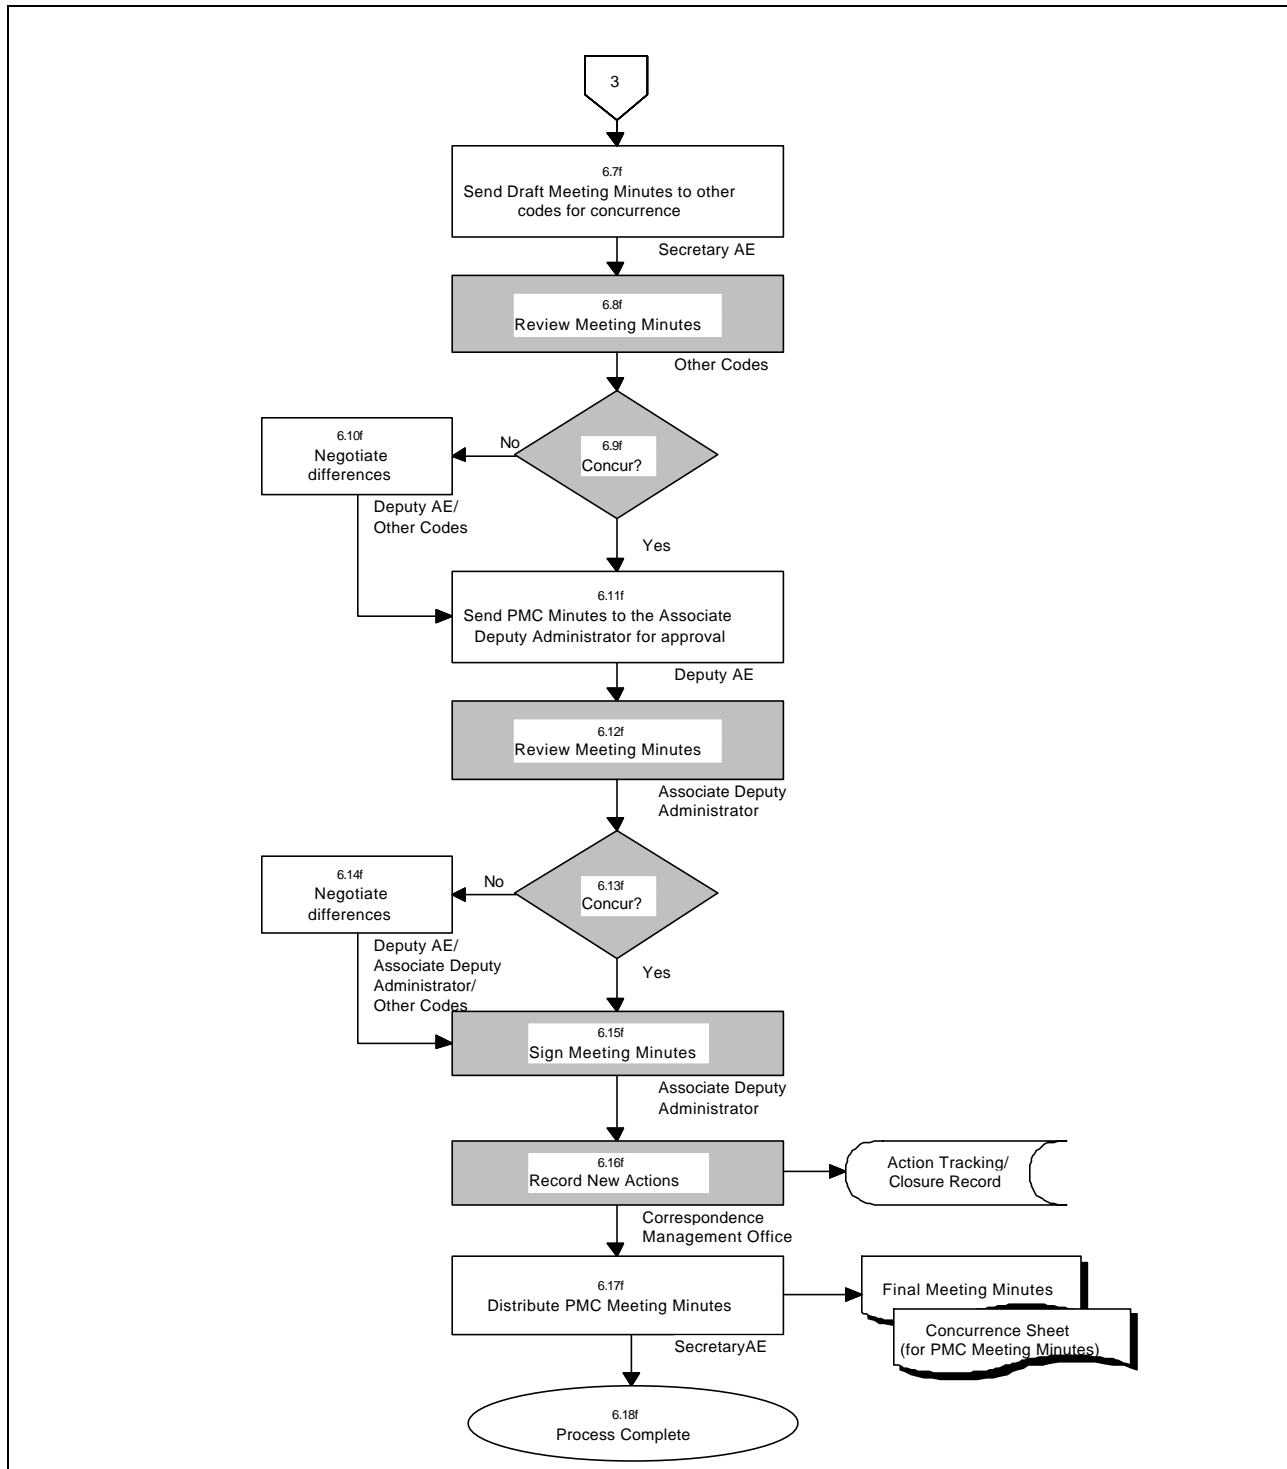 3
6.7f
Send Draft Meeting Minutes to other
codes for concurrence
Secretary AE
6.8f
Review Meeting Minutes
Other Codes
6.9f
Concur?
No
6.10f
Negotiate
differences
Deputy AE/
Other Codes
Yes
6.11f
Send PMC Minutes to the Associate
Deputy Administrator for approval
Deputy AE
6.12f
Review Meeting Minutes
Associate Deputy
Administrator
6.13f
Concur?
No
6.14f
Negotiate
differences
Deputy AE/
Associate Deputy
Administrator/
Other Codes
Yes
6.15f
Sign Meeting Minutes
Associate Deputy
Administrator
6.16f
Record New Actions
Action Tracking/
Closure Record
Correspondence
Management Office
6.17f
Distribute PMC Meeting Minutes
Final Meeting Minutes
Concurrence Sheet
(for PMC Meeting Minutes)
SecretaryAE
6.18f
Process Complete